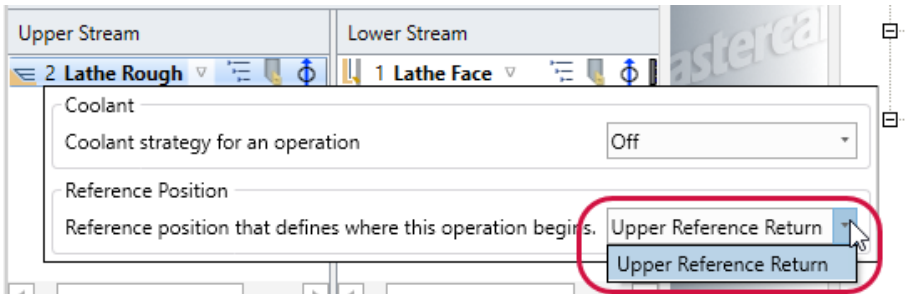 Upper Stream
Lower Stream
2 Lathe Rough
1 Lathe Face
Coolant
Coolant strategy for an operation
Off
Reference Position
Reference position that defines where this operation begins.
Upper Reference Return
Upper Reference Return